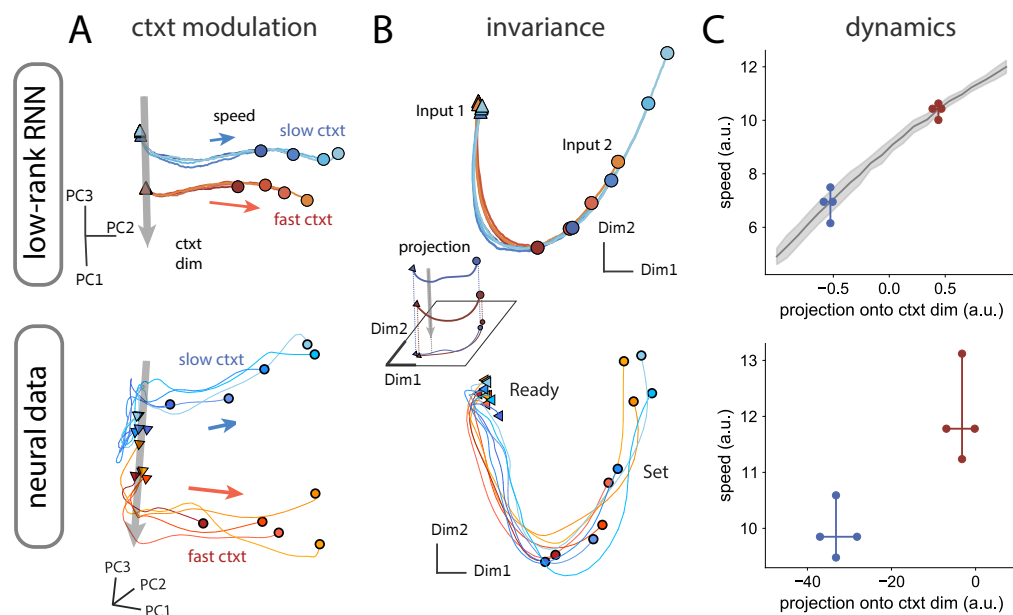 A ctxt modulation
B invariance
C dynamics
low-rank RNN
speed
slow ctxt
fast ctxt
PC3
PC2
PC1
ctxt
dim
Input 1
Input 2
Dim2
Dim1
projection
Dim2
Dim1
speed (a.u.)
12
10
8
6
−0.5
0.0
0.5
projection onto ctxt dim (a.u.)
neural data
slow ctxt
fast ctxt
PC3
PC2
PC1
Ready
Set
Dim2
Dim1
speed (a.u.)
13
12
11
10
−40
−20
0
projection onto ctxt dim (a.u.)